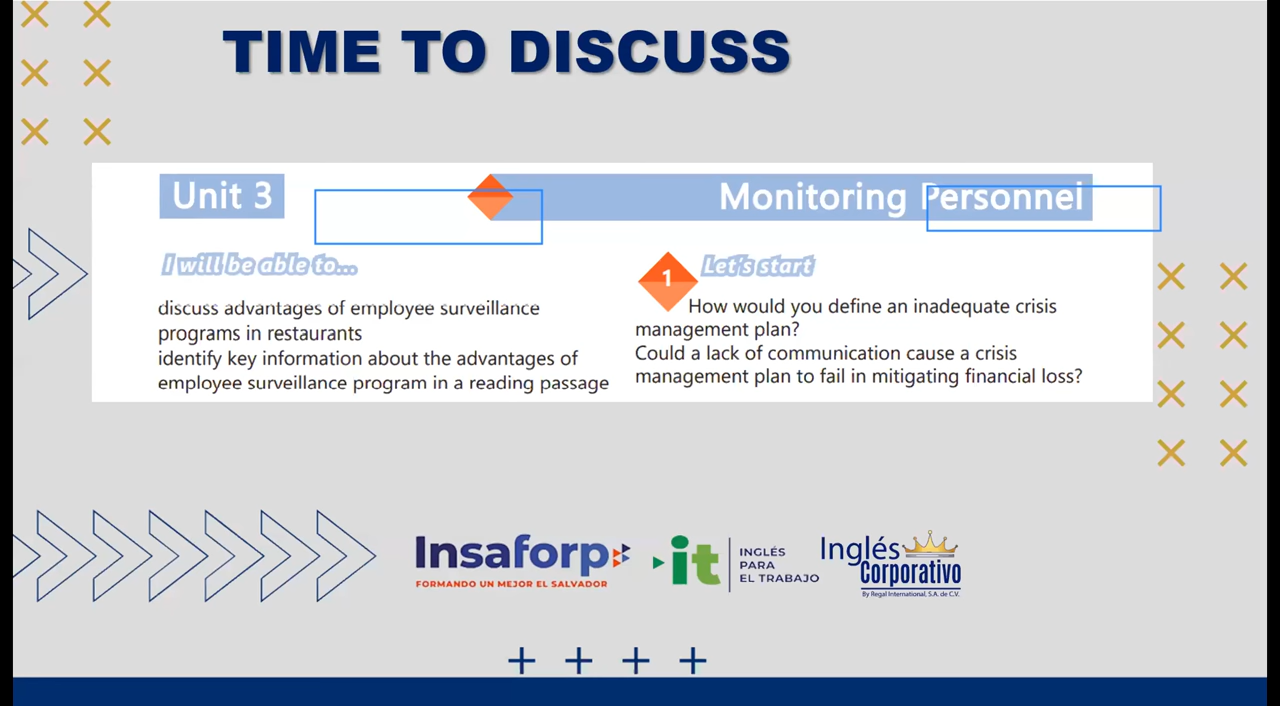 TIME TO DISCUSS
Unit 3
Monitoring Personnel
I will be able to...
discuss advantages of employee surveillance
programs in restaurants
identify key information about the advantages of
employee surveillance program in a reading passage
1
Let's start
How would you define an inadequate crisis
management plan?
Could a lack of communication cause a crisis
management plan to fail in mitigating financial loss?
Insaforp
FORMANDO UN MEJOR EL SALVADOR
it
INGLÉS
PARA
EL TRABAJO
Inglés
Corporativo
By Regal International, S.A. de C.V.